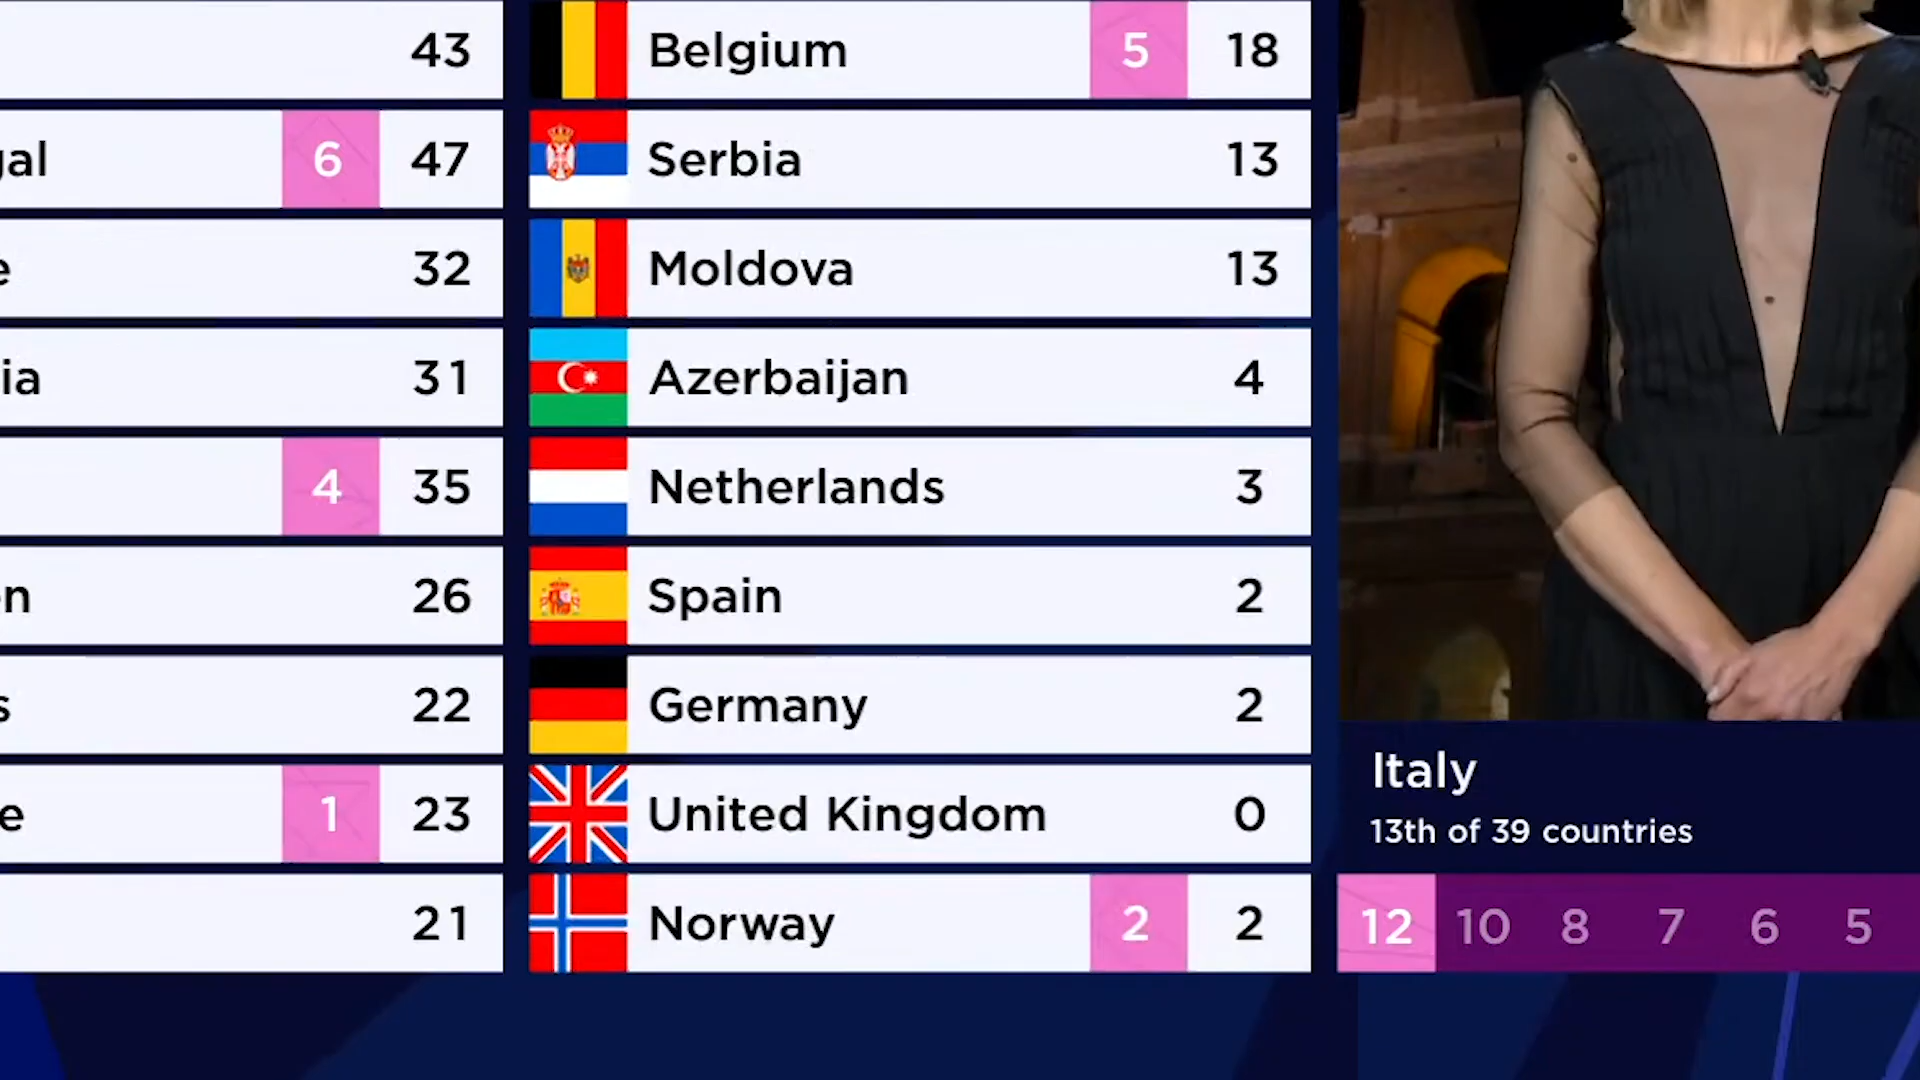 43
gal 6 47
e 32
ia 31
4 35
en 26
s 22
e 1 23
21
Belgium 5 18
Serbia 13
Moldova 13
Azerbaijan 4
Netherlands 3
Spain 2
Germany 2
United Kingdom 0
Norway 2 2
Italy
13th of 39 countries
12 10 8 7 6 5